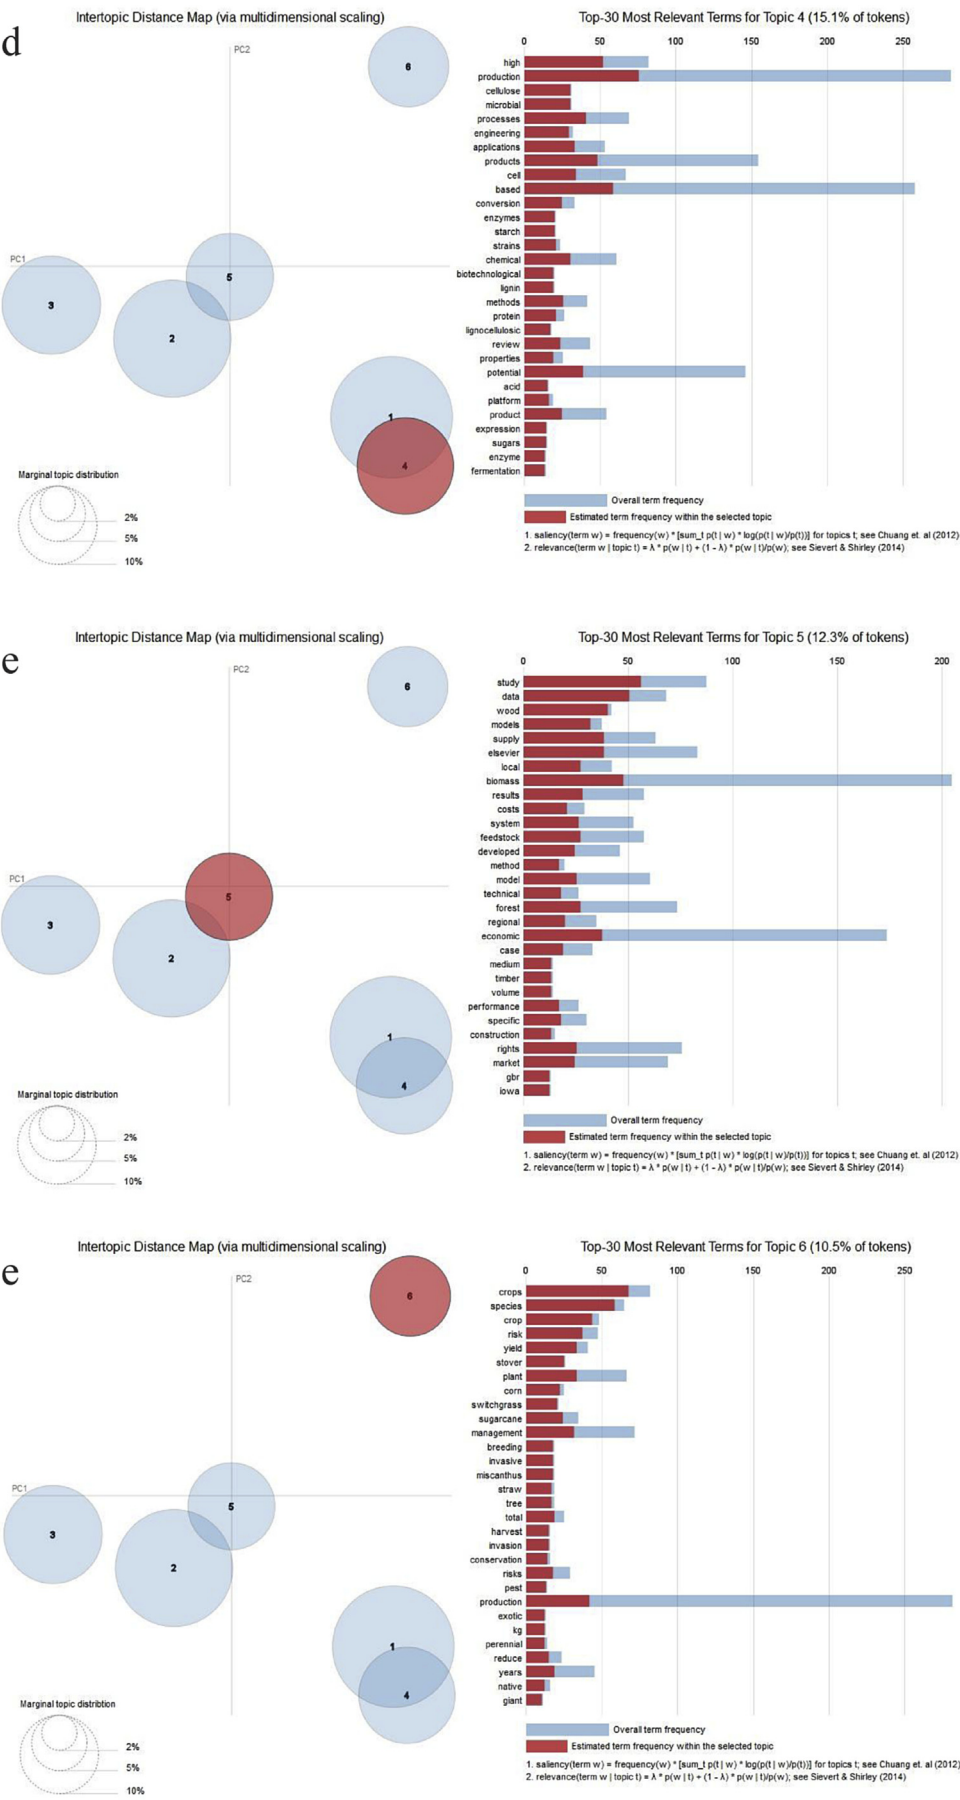 d
Intertopic Distance Map (via multidimensional scaling)
PC2
PC1
6
5
3
2
1
4
Marginal topic distribution
2%
5%
10%
Top-30 Most Relevant Terms for Topic 4 (15.1% of tokens)
0 50 100 150 200 250
high
production
cellulose
microbial
processes
engineering
applications
products
cell
based
conversion
enzymes
starch
strains
chemical
biotechnological
lignin
methods
protein
lignocellulosic
review
properties
potential
acid
platform
product
expression
sugars
enzyme
fermentation
Overall term frequency
Estimated term frequency within the selected topic
1. saliency(term w) = frequency(w) * [sum_t p(t | w) * log(p(t | w)/p(t))] for topics t; see Chuang et. al (2012)
2. relevance(term w | topic t) = λ * p(w | t) + (1 - λ) * p(w | t)/p(w); see Sievert & Shirley (2014)
e
Intertopic Distance Map (via multidimensional scaling)
PC2
PC1
6
5
3
2
1
4
Marginal topic distribution
2%
5%
10%
Top-30 Most Relevant Terms for Topic 5 (12.3% of tokens)
0 50 100 150 200
study
data
wood
models
supply
elsevier
local
biomass
results
costs
system
feedstock
developed
method
model
technical
forest
regional
economic
case
medium
timber
volume
performance
specific
construction
rights
market
gbr
iowa
Overall term frequency
Estimated term frequency within the selected topic
1. saliency(term w) = frequency(w) * [sum_t p(t | w) * log(p(t | w)/p(t))] for topics t; see Chuang et. al (2012)
2. relevance(term w | topic t) = λ * p(w | t) + (1 - λ) * p(w | t)/p(w); see Sievert & Shirley (2014)
e
Intertopic Distance Map (via multidimensional scaling)
PC2
PC1
6
5
3
2
1
4
Marginal topic distribtion
2%
5%
10%
Top-30 Most Relevant Terms for Topic 6 (10.5% of tokens)
0 50 100 150 200 250
crops
species
crop
risk
yield
stover
plant
corn
switchgrass
sugarcane
management
breeding
invasive
miscanthus
straw
tree
total
harvest
invasion
conservation
risks
pest
production
exotic
kg
perennial
reduce
years
native
giant
Overall term frequency
Estimated term frequency within the selected topic
1. saliency(term w) = frequency(w) * [sum_t p(t | w) * log(p(t | w)/p(t))] for topics t; see Chuang et. al (2012)
2. relevance(term w | topic t) = λ * p(w | t) + (1 - λ) * p(w | t)/p(w); see Sievert & Shirley (2014)